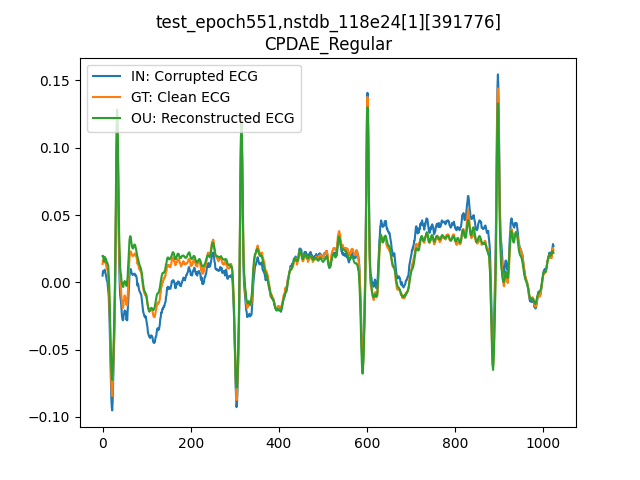 test_epoch551,nstdb_118e24[1][391776]
CPDAE_Regular
IN: Corrupted ECG
GT: Clean ECG
OU: Reconstructed ECG
0.15
0.10
0.05
0.00
−0.05
−0.10
0 200 400 600 800 1000